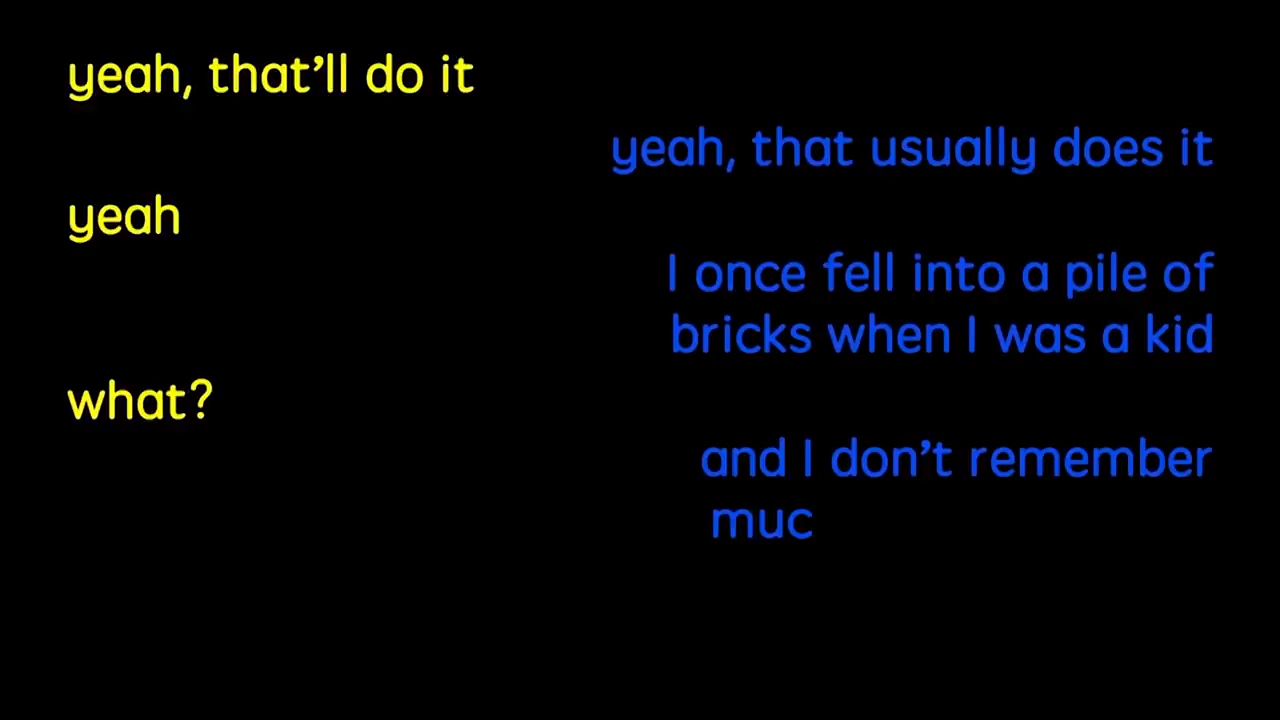 yeah, that’ll do it
yeah, that usually does it
yeah
I once fell into a pile of
bricks when I was a kid
what?
and I don’t remember
muc